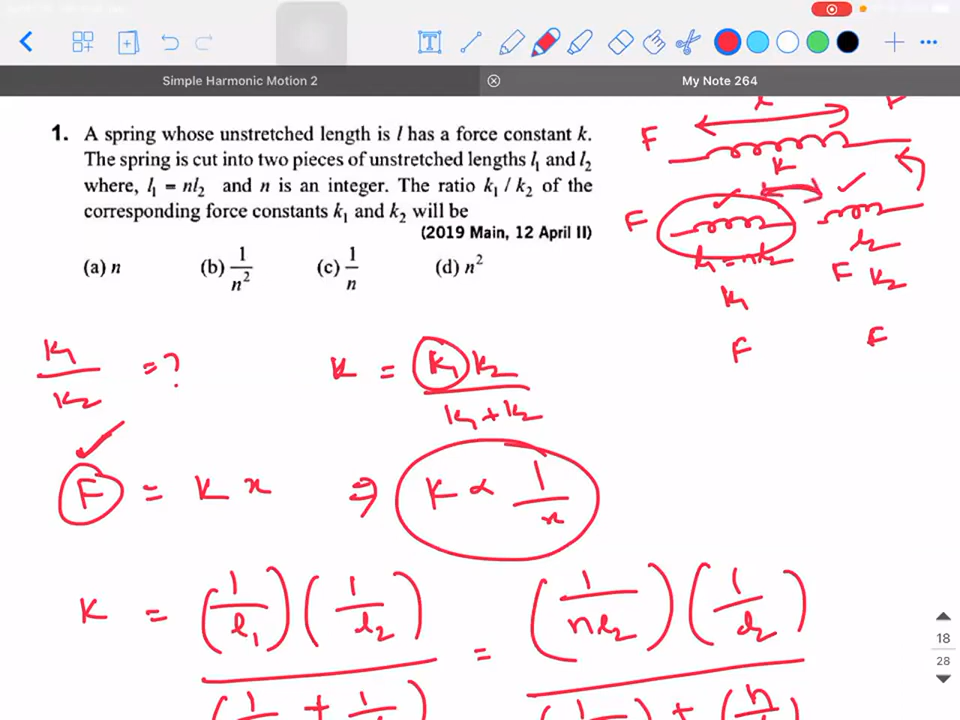 Simple Harmonic Motion 2
My Note 264
1. A spring whose unstretched length is l has a force constant k.
The spring is cut into two pieces of unstretched lengths l₁ and l₂
where, l₁ = nl₂ and n is an integer. The ratio k₁ / k₂ of the
corresponding force constants k₁ and k₂ will be
(2019 Main, 12 April II)
(a) n (b) 1/n² (c) 1/n (d) n²
l
F
K
F
l₁ = nl₂
l₂
K₁
F K₂
F F
K₁/K₂ = ?
K = K₁K₂/(K₁+K₂)
F = K x ⇒ K ∝ 1/x
K = (1/l₁)(1/l₂) = (1/nl₂)(1/l₂)
18
28